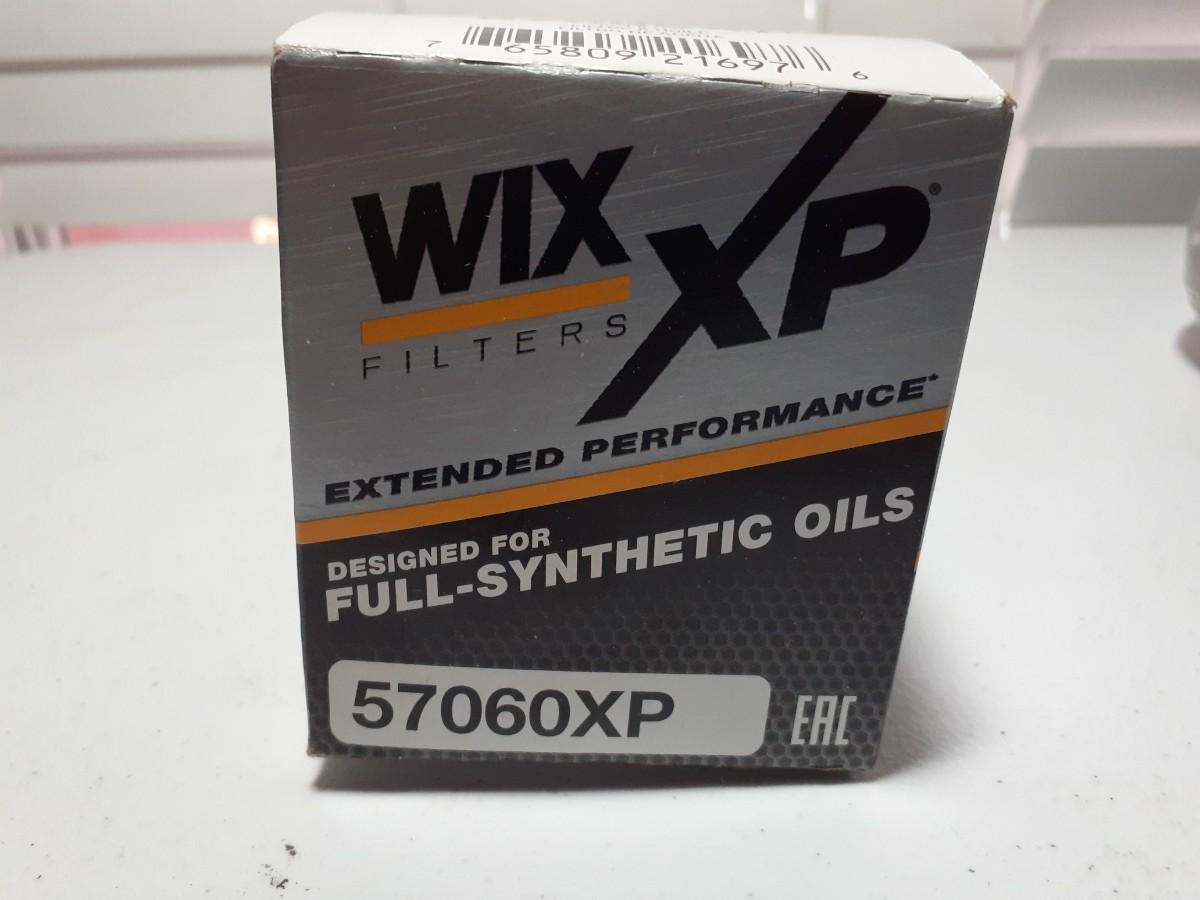 7 65809 21697 6
WIX
FILTERS
XP®
EXTENDED PERFORMANCE*
DESIGNED FOR
FULL-SYNTHETIC OILS
57060XP
EAC